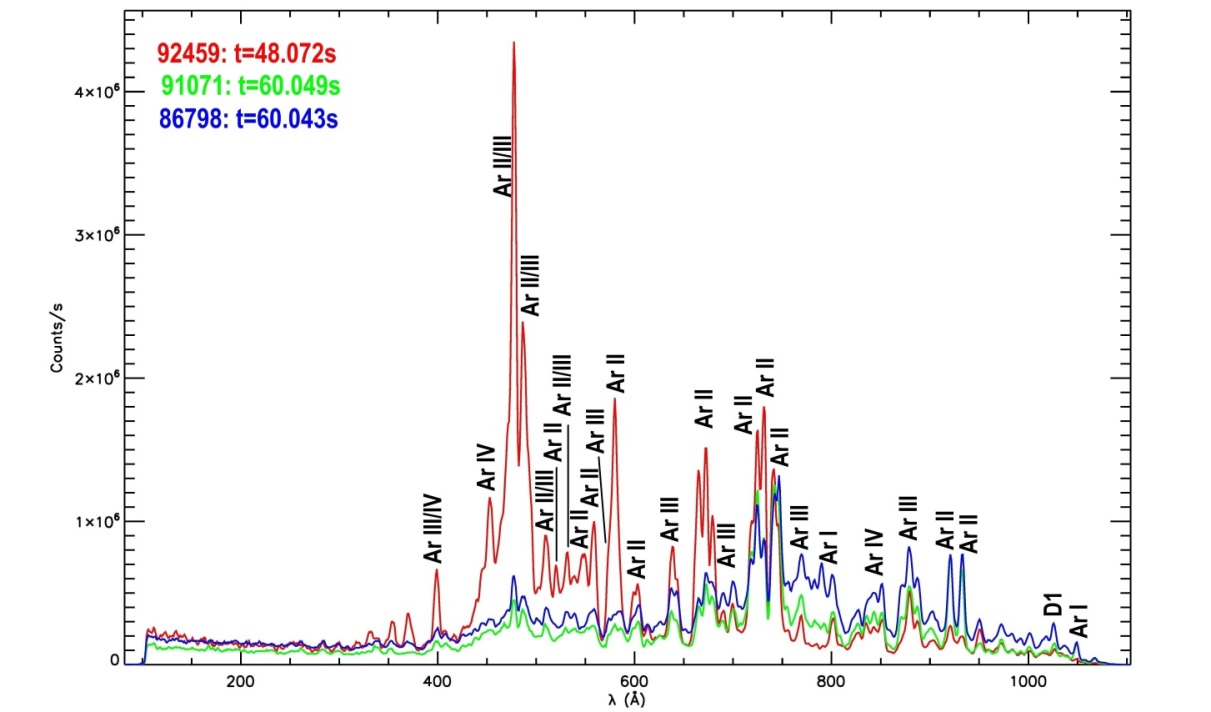 92459: t=48.072s
91071: t=60.049s
86798: t=60.043s
Counts/s
4×10⁶
3×10⁶
2×10⁶
1×10⁶
0
Ar III/IV
Ar IV
Ar II/III
Ar II/III
Ar II/III
Ar II
Ar II/III
Ar II
Ar II
Ar III
Ar II
Ar II
Ar III
Ar II
Ar III
Ar II
Ar II
Ar II
Ar III
Ar I
Ar IV
Ar III
Ar II
Ar II
D1
Ar I
200
400
600
800
1000
λ (Å)